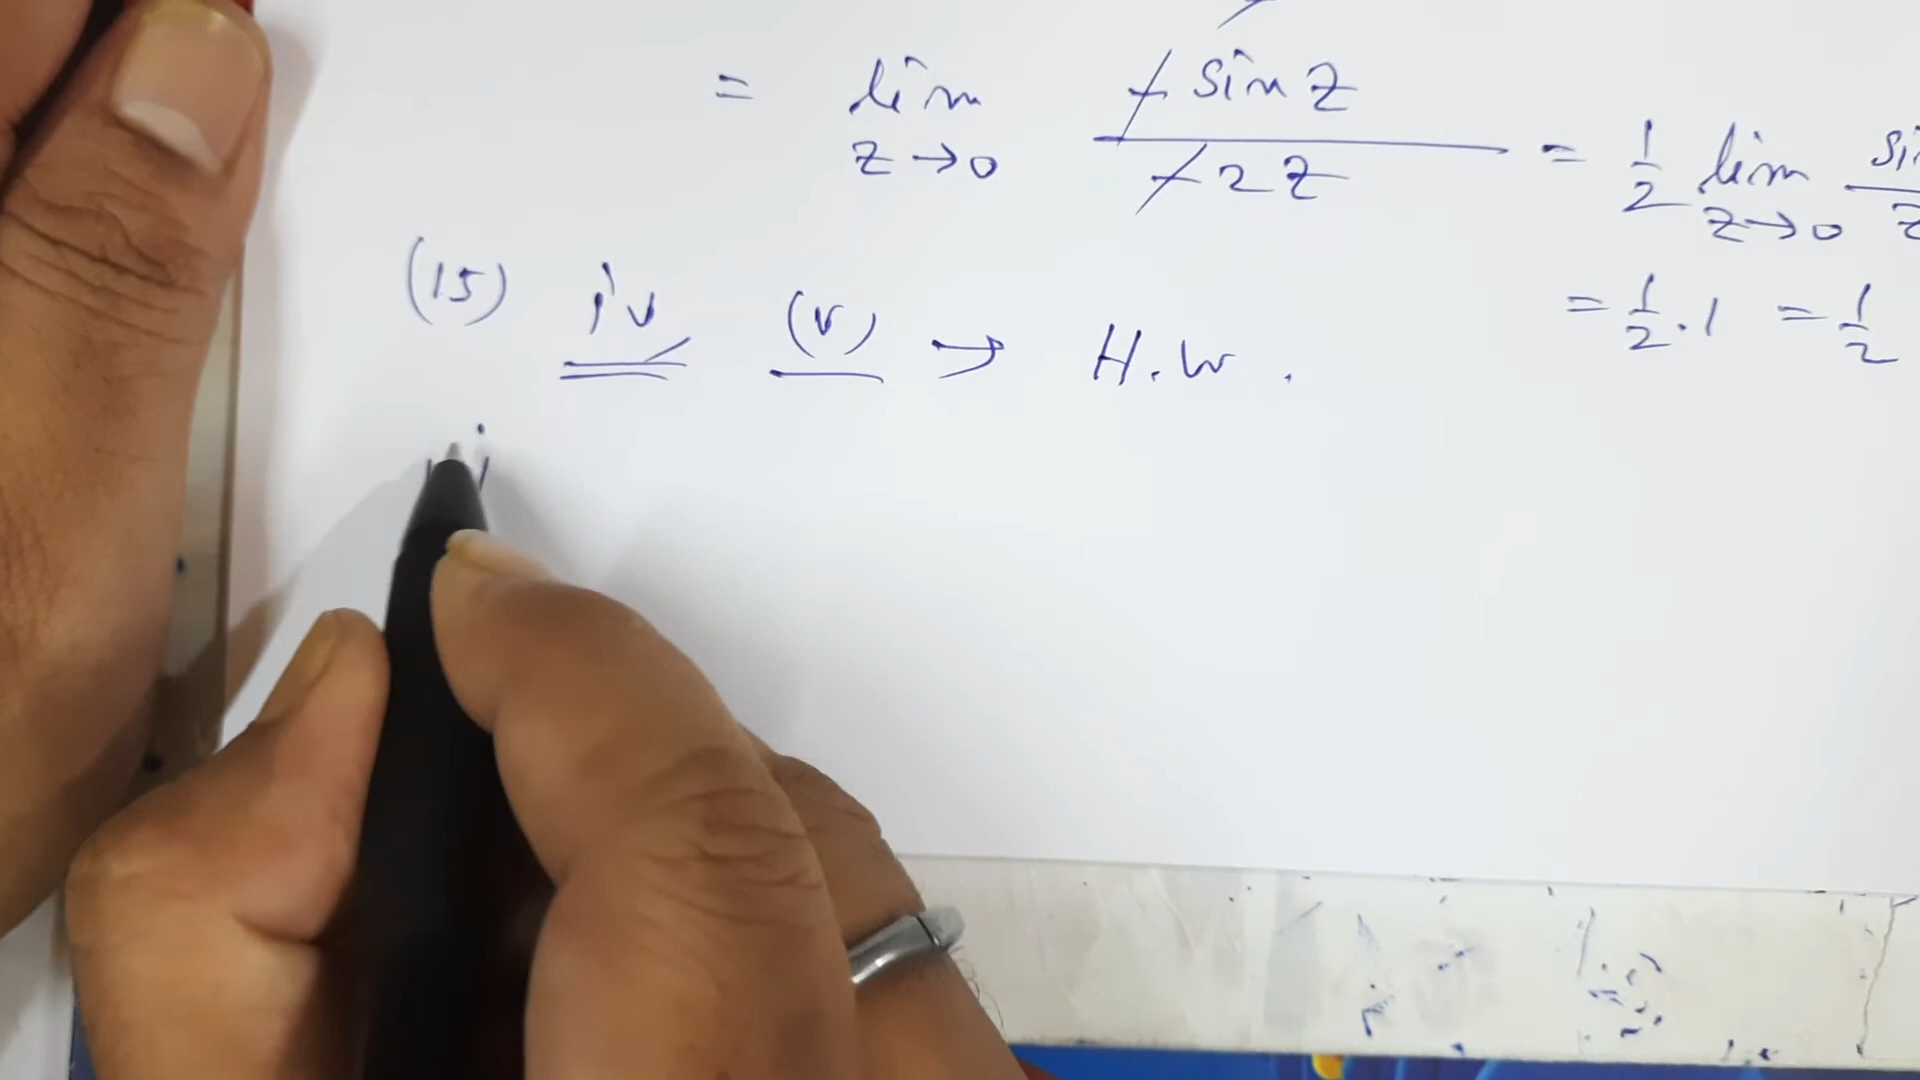 = lim z→0 -sin z / -2z = 1/2 lim z→0
= 1/2 . 1 = 1/2
(15) iv (v) → H.W.